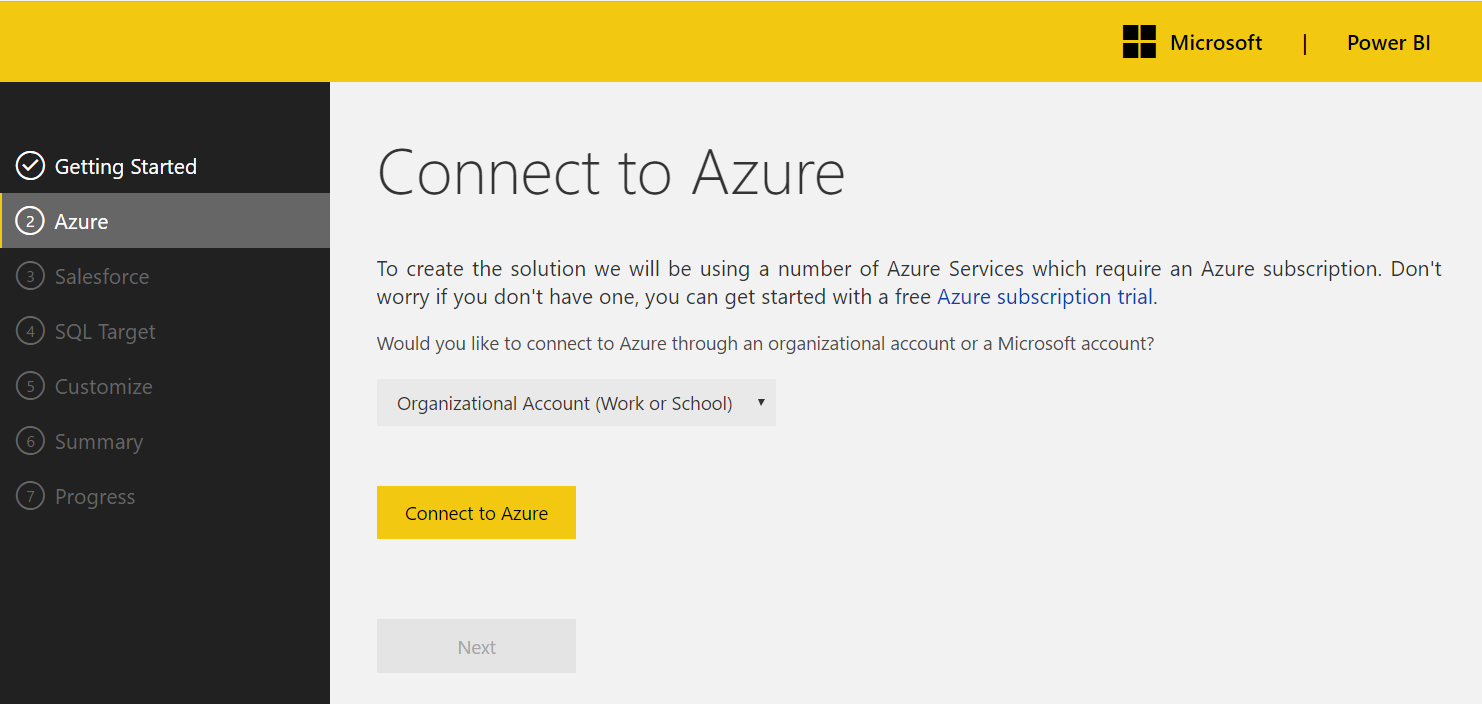 Microsoft | Power BI
Getting Started
2 Azure
3 Salesforce
4 SQL Target
5 Customize
6 Summary
7 Progress
Connect to Azure
To create the solution we will be using a number of Azure Services which require an Azure subscription. Don't
worry if you don't have one, you can get started with a free Azure subscription trial.
Would you like to connect to Azure through an organizational account or a Microsoft account?
Organizational Account (Work or School)
Connect to Azure
Next